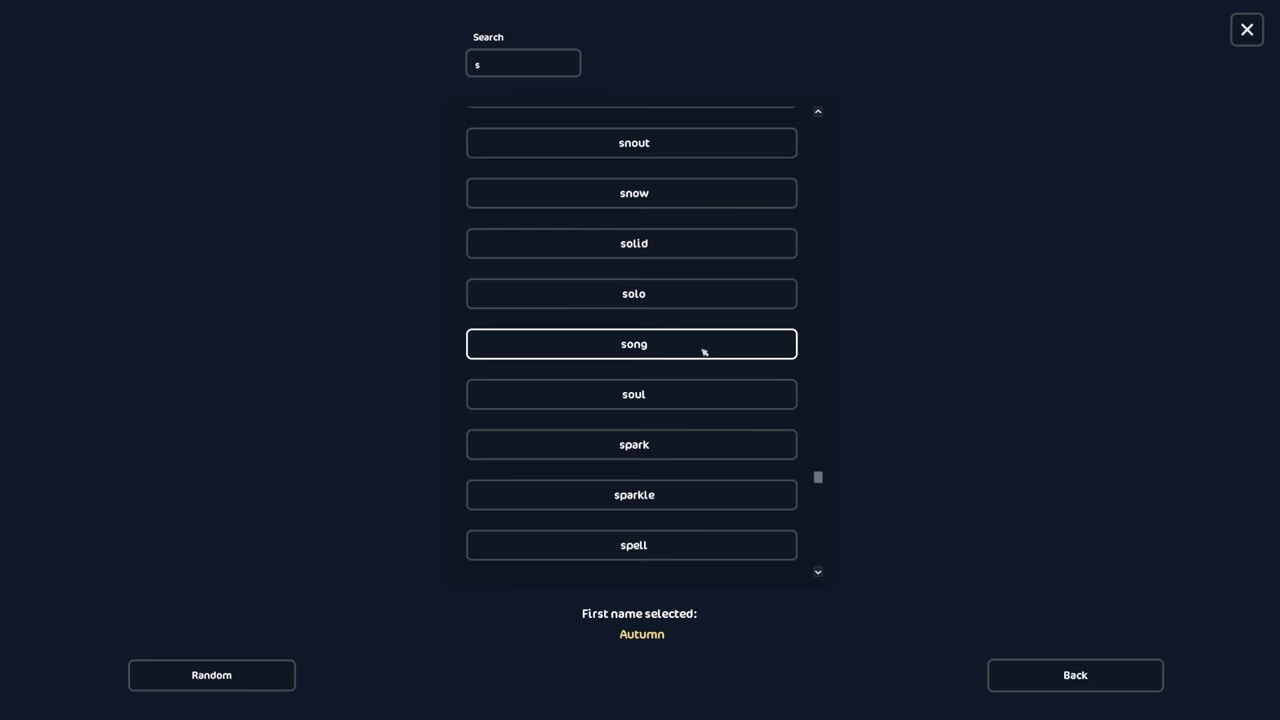 Search
s
snout
snow
solid
solo
song
soul
spark
sparkle
spell
First name selected:
Autumn
Random
Back